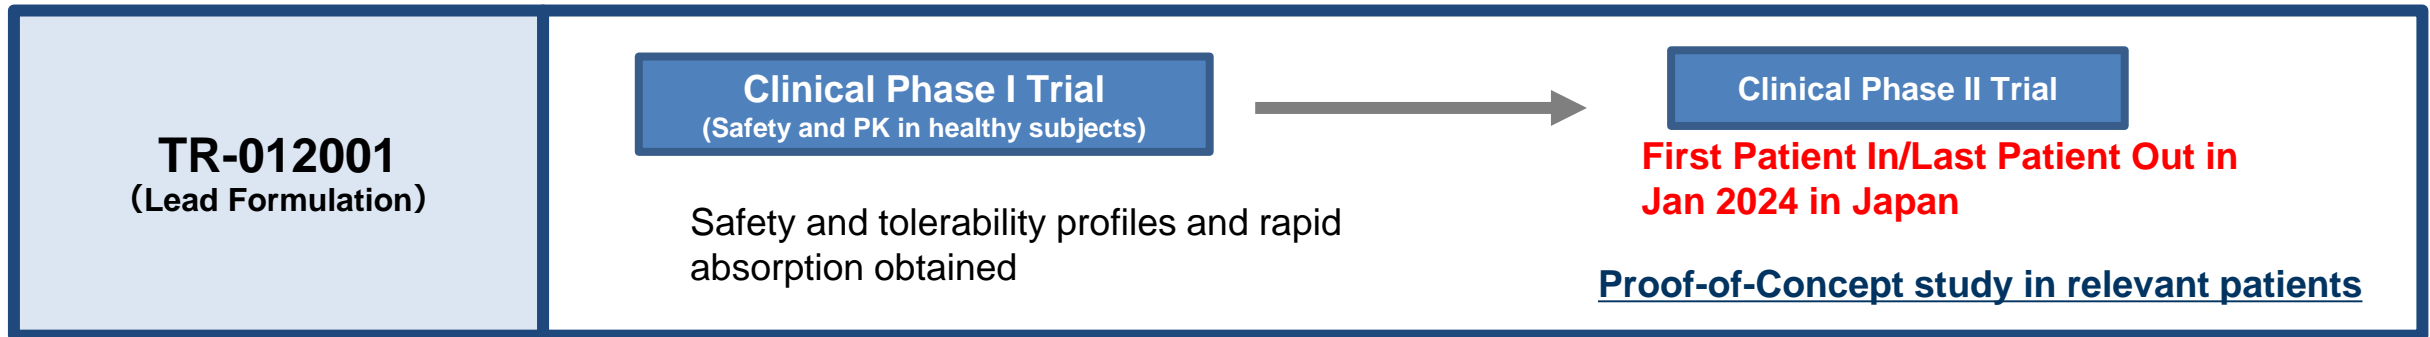 TR-012001
（Lead Formulation）
Clinical Phase I Trial
(Safety and PK in healthy subjects)
Safety and tolerability profiles and rapid
absorption obtained
Clinical Phase II Trial
First Patient In/Last Patient Out in
Jan 2024 in Japan
Proof-of-Concept study in relevant patients